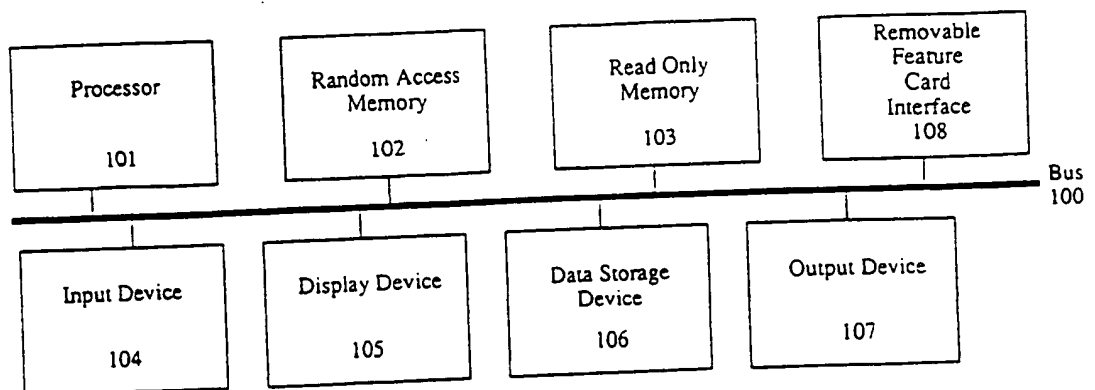 Processor
101
Random Access
Memory
102
Read Only
Memory
103
Removable
Feature
Card
Interface
108
Bus
100
Input Device
104
Display Device
105
Data Storage
Device
106
Output Device
107